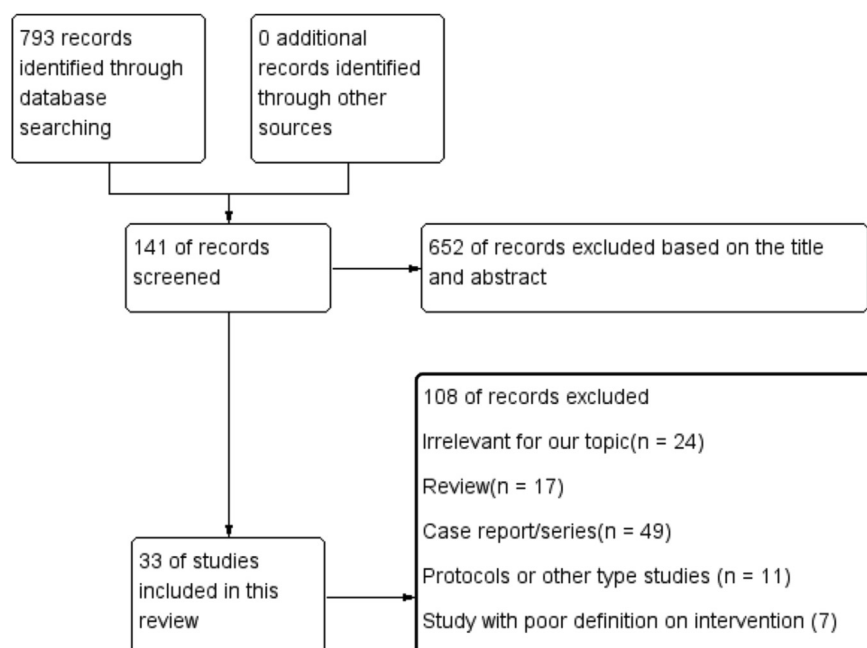 793 records
identified through
database
searching
0 additional
records identified
through other
sources
141 of records
screened
652 of records excluded based on the title
and abstract
108 of records excluded
Irrelevant for our topic(n = 24)
Review(n = 17)
Case report/series(n = 49)
Protocols or other type studies (n = 11)
Study with poor definition on intervention (7)
33 of studies
included in this
review